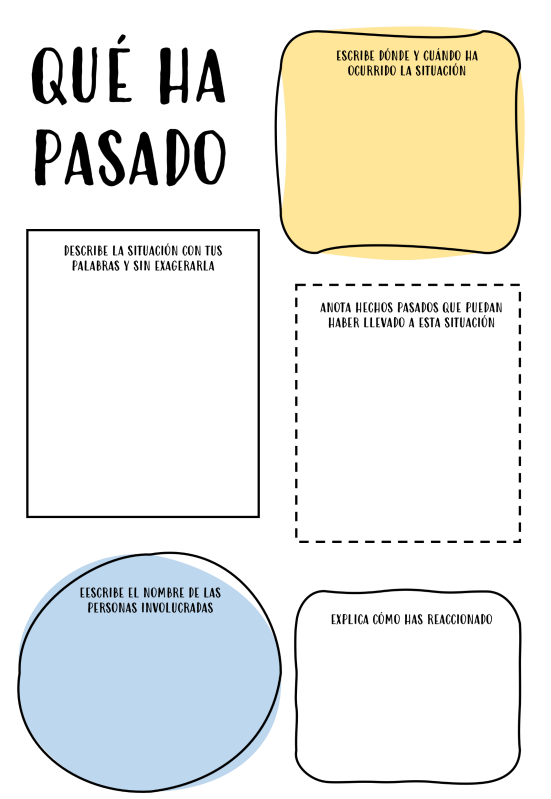 QUÉ HA
PASADO
ESCRIBE DÓNDE Y CUÁNDO HA
OCURRIDO LA SITUACIÓN
DESCRIBE LA SITUACIÓN CON TUS
PALABRAS Y SIN EXAGERARLA
ANOTA HECHOS PASADOS QUE PUEDAN
HABER LLEVADO A ESTA SITUACIÓN
EESCRIBE EL NOMBRE DE LAS
PERSONAS INVOLUCRADAS
EXPLICA CÓMO HAS REACCIONADO